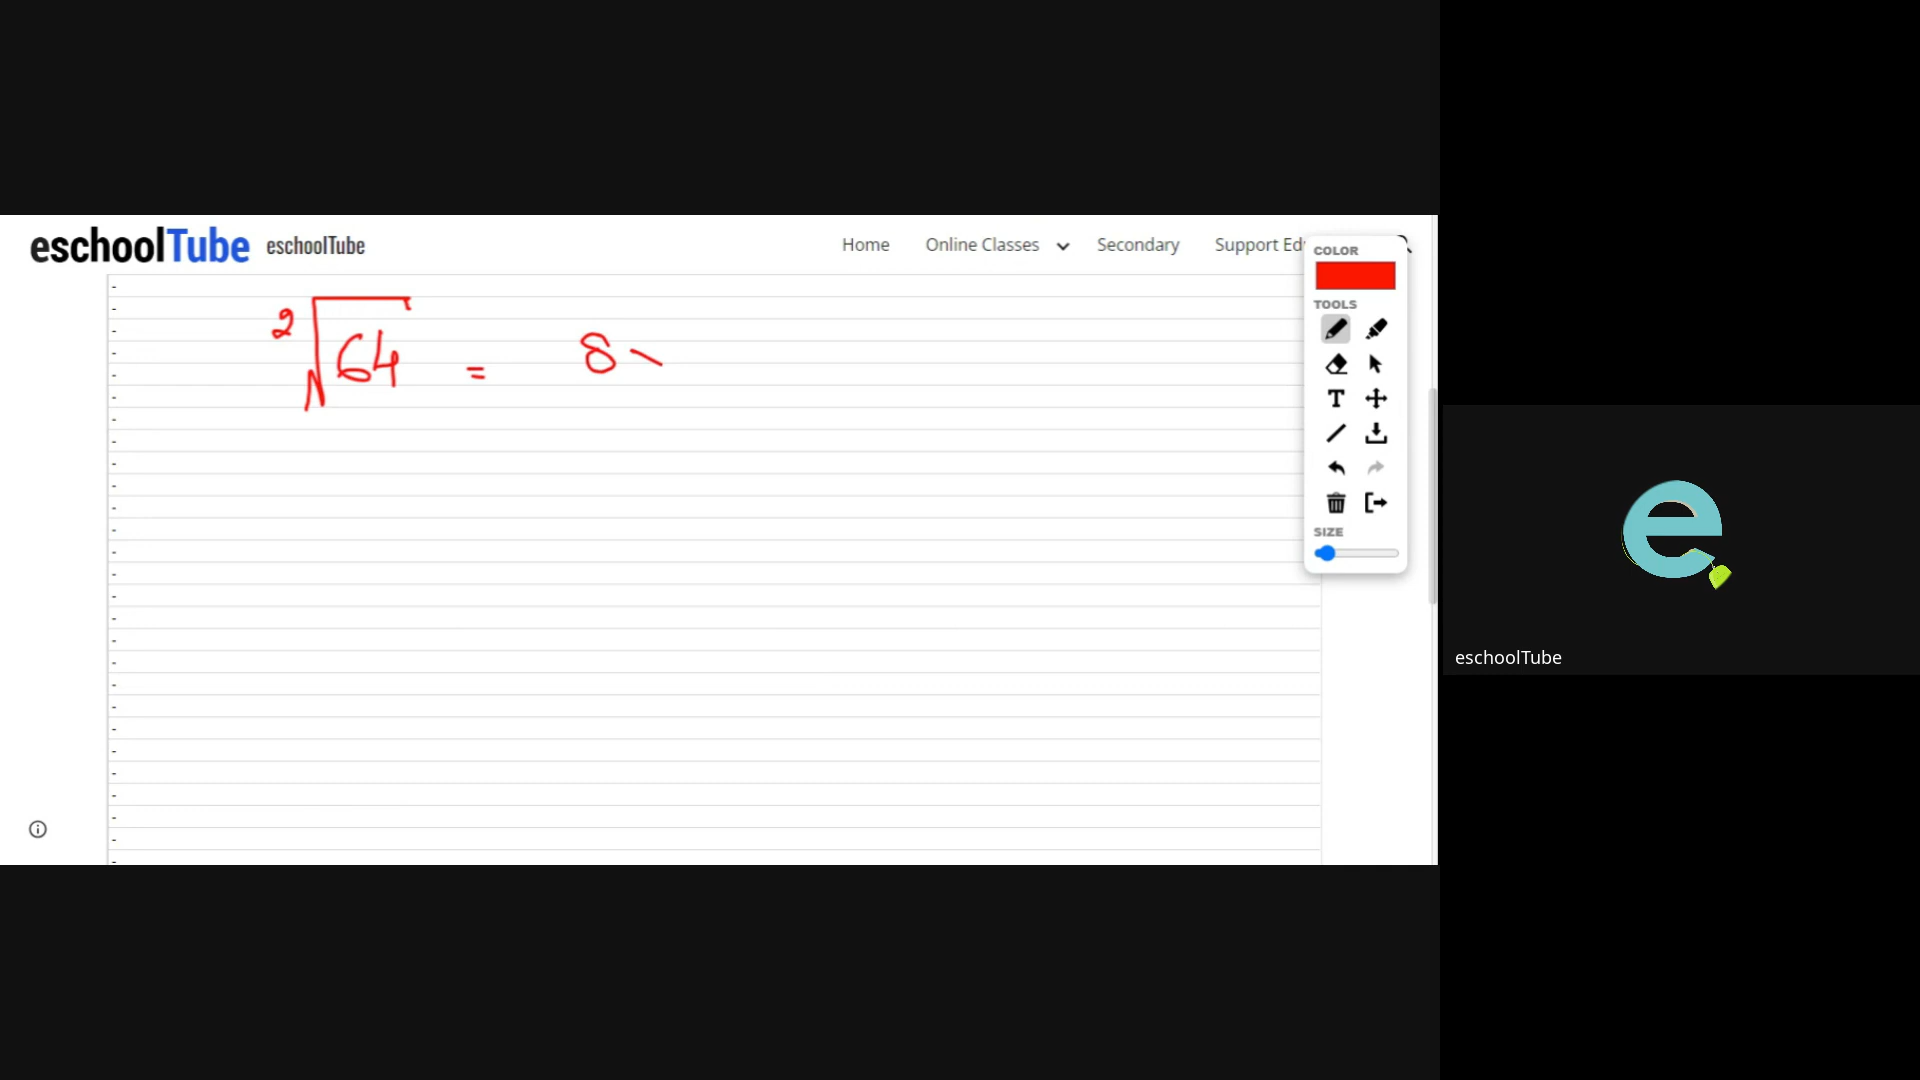 eschoolTube eschoolTube Home Online Classes Secondary Support Ed
COLOR
TOOLS
T
SIZE
²√64 = 8
eschoolTube